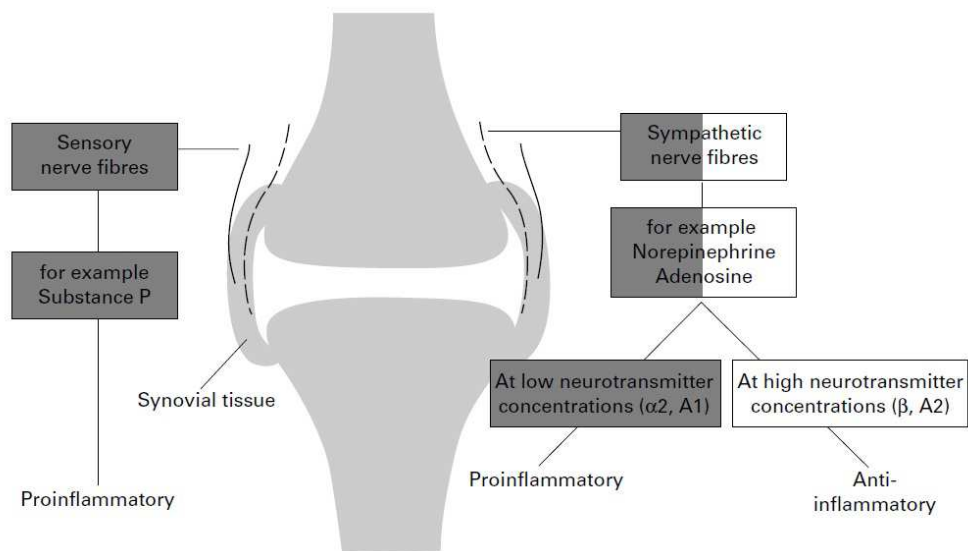 Sensory
nerve fibres
for example
Substance P
Synovial tissue
Proinflammatory
Sympathetic
nerve fibres
for example
Norepinephrine
Adenosine
At low neurotransmitter
concentrations (α2, A1)
At high neurotransmitter
concentrations (β, A2)
Proinflammatory
Anti-
inflammatory